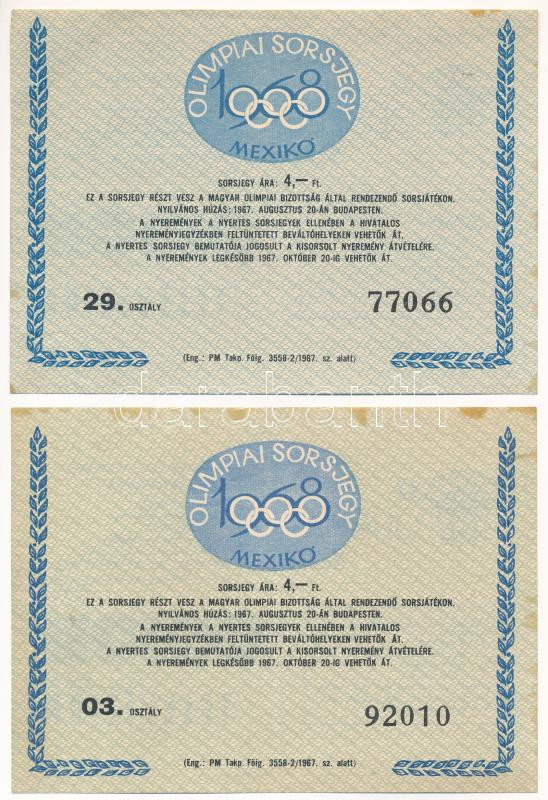 OLIMPIAI SORSJEGY
1968
MEXIKÓ
SORSJEGY ÁRA: 4,— Ft.
EZ A SORSJEGY RÉSZT VESZ A MAGYAR OLIMPIAI BIZOTTSÁG ÁLTAL RENDEZENDŐ SORSJÁTÉKON.
NYILVÁNOS HÚZÁS: 1967. AUGUSZTUS 20-ÁN BUDAPESTEN.
A NYEREMÉNYEK A NYERTES SORSJEGYEK ELLENÉBEN A HIVATALOS
NYEREMÉNYJEGYZÉKBEN FELTÜNTETETT BEVÁLTÓHELYEKEN VEHETŐK ÁT.
A NYERTES SORSJEGY BEMUTATÓJA JOGOSULT A KISORSOLT NYEREMÉNY ÁTVÉTELÉRE.
A NYEREMÉNYEK LEGKÉSŐBB 1967. OKTÓBER 20-IG VEHETŐK ÁT.
29. OSZTÁLY 77066
(Eng.: PM Takp. Főig. 3558-2/1967. sz. alatt)
darabanth
OLIMPIAI SORSJEGY
1968
MEXIKÓ
SORSJEGY ÁRA: 4,— Ft.
EZ A SORSJEGY RÉSZT VESZ A MAGYAR OLIMPIAI BIZOTTSÁG ÁLTAL RENDEZENDŐ SORSJÁTÉKON.
NYILVÁNOS HÚZÁS: 1967. AUGUSZTUS 20-ÁN BUDAPESTEN.
A NYEREMÉNYEK A NYERTES SORSJEGYEK ELLENÉBEN A HIVATALOS
NYEREMÉNYJEGYZÉKBEN FELTÜNTETETT BEVÁLTÓHELYEKEN VEHETŐK ÁT.
A NYERTES SORSJEGY BEMUTATÓJA JOGOSULT A KISORSOLT NYEREMÉNY ÁTVÉTELÉRE.
A NYEREMÉNYEK LEGKÉSŐBB 1967. OKTÓBER 20-IG VEHETŐK ÁT.
03. OSZTÁLY 92010
(Eng.: PM Takp. Főig. 3558-2/1967. sz. alatt)